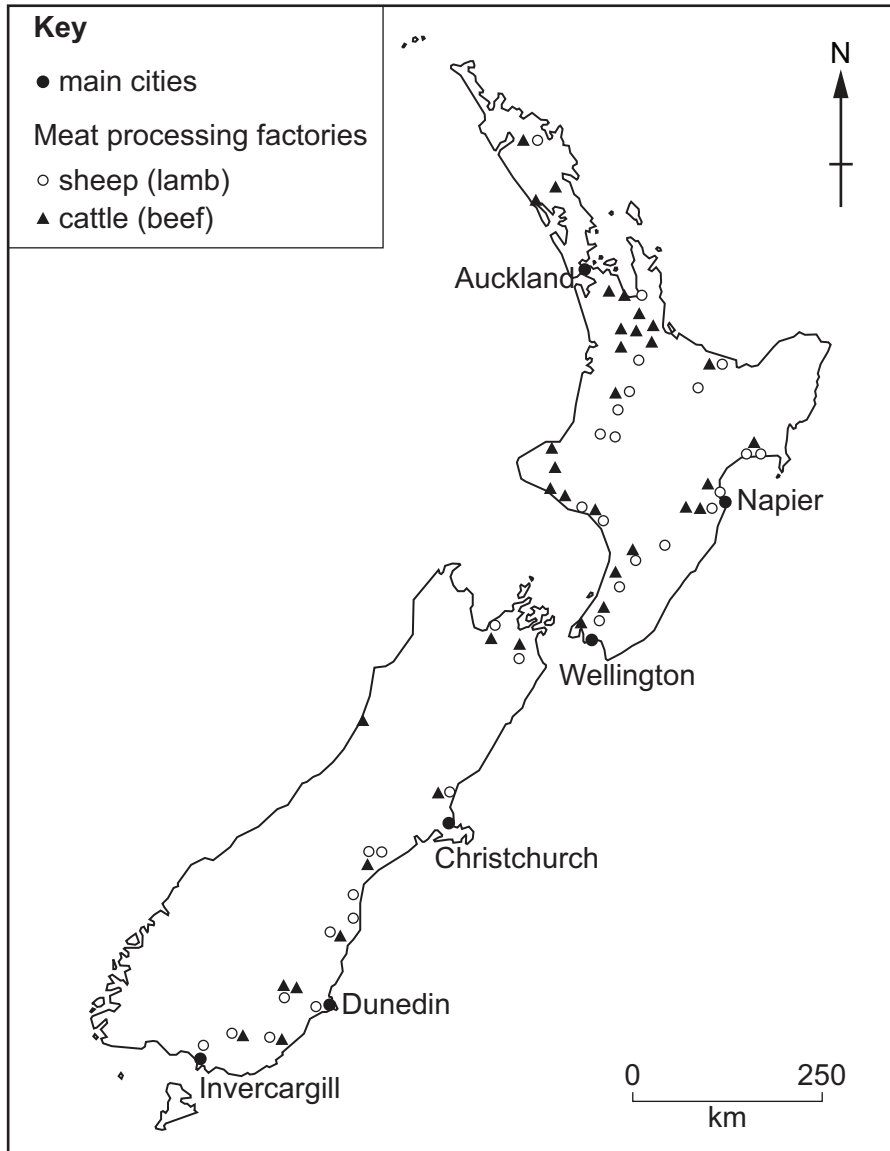 Key
main cities
Meat processing factories
sheep (lamb)
cattle (beef)
N
Auckland
Napier
Wellington
Christchurch
Dunedin
Invercargill
0 250
km